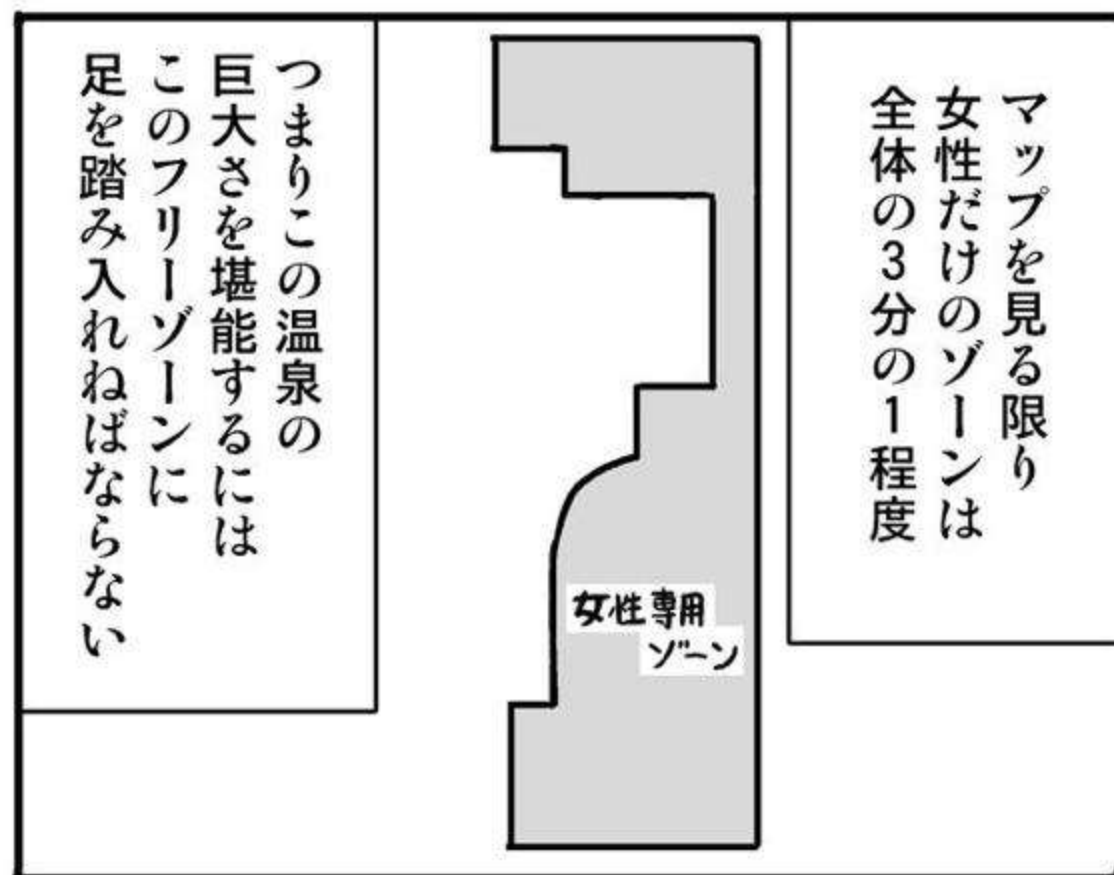 マップを見る限り
女性だけのゾーンは
全体の3分の1程度
女性専用
ゾーン
つまりこの温泉の
巨大さを堪能するには
このフリーゾーンに
足を踏み入れねばならない